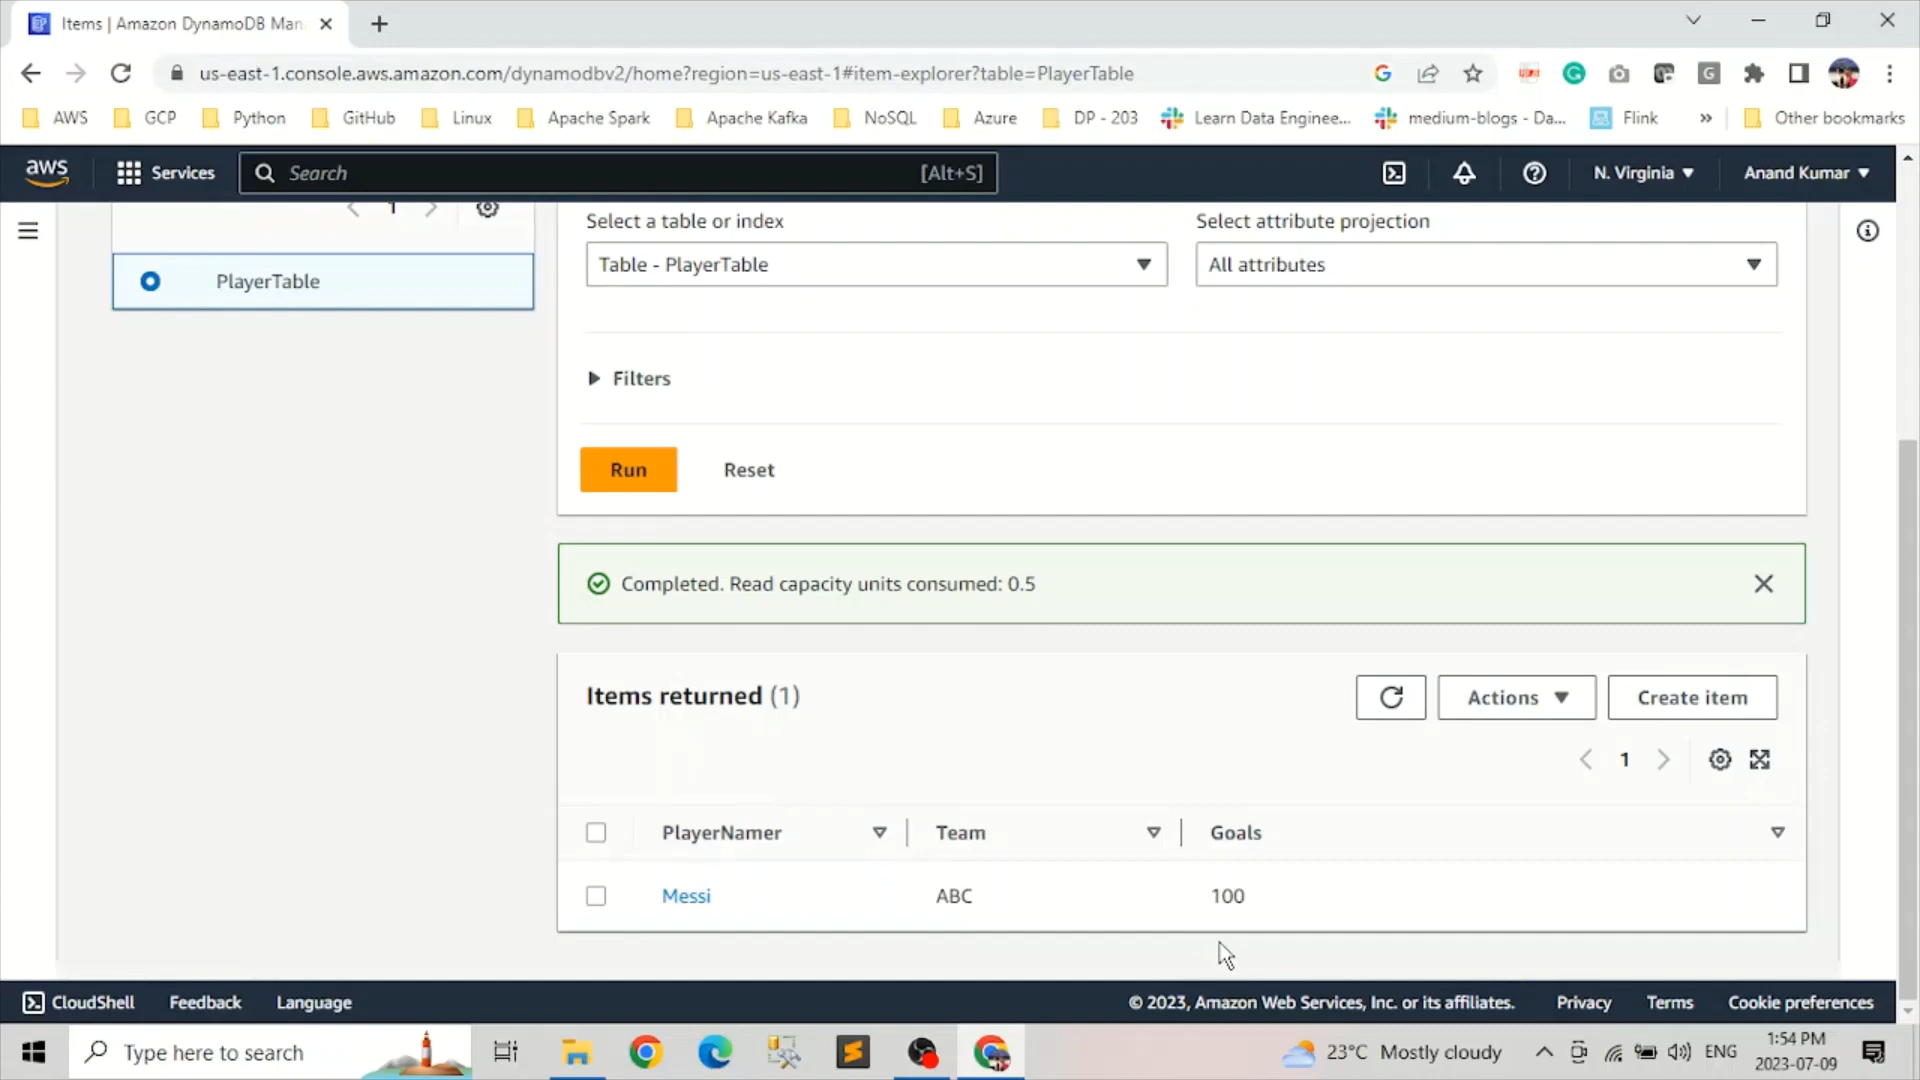 Items | Amazon DynamoDB Man
us-east-1.console.aws.amazon.com/dynamodbv2/home?region=us-east-1#item-explorer?table=PlayerTable
AWS GCP Python GitHub Linux Apache Spark Apache Kafka NoSQL Azure DP - 203 Learn Data Enginee... medium-blogs - Da... Flink » Other bookmarks
aws Services Search [Alt+S] N. Virginia Anand Kumar
1
Select a table or index Select attribute projection
PlayerTable Table - PlayerTable All attributes
Filters
Run Reset
Completed. Read capacity units consumed: 0.5
Items returned (1) Actions Create item
1
PlayerNamer Team Goals
Messi ABC 100
CloudShell Feedback Language © 2023, Amazon Web Services, Inc. or its affiliates. Privacy Terms Cookie preferences
Type here to search 23°C Mostly cloudy ENG 1:54 PM
2023-07-09